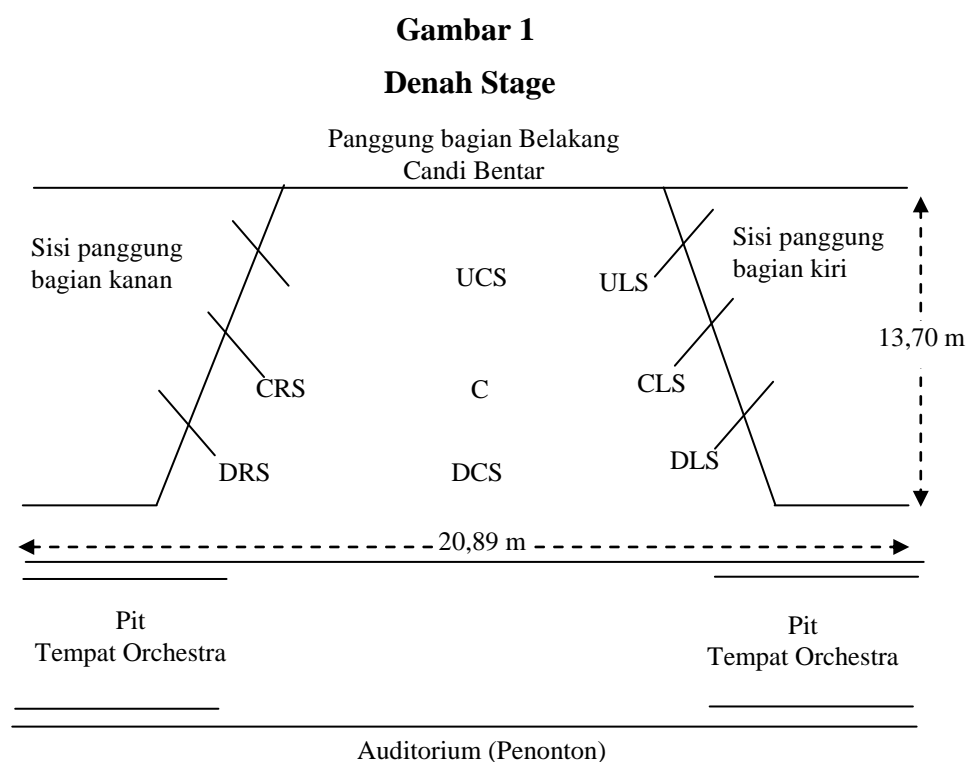 Gambar 1
Denah Stage
Panggung bagian Belakang
Candi Bentar
Sisi panggung
bagian kanan
Sisi panggung
bagian kiri
UCS
ULS
13,70 m
CRS
C
CLS
DRS
DCS
DLS
20,89 m
Pit
Tempat Orchestra
Pit
Tempat Orchestra
Auditorium (Penonton)